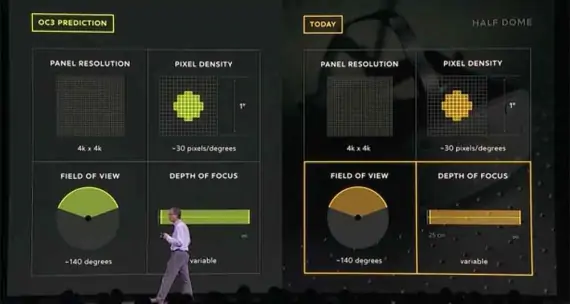 OC3 PREDICTION
PANEL RESOLUTION
4k x 4k
PIXEL DENSITY
1°
~30 pixels/degrees
FIELD OF VIEW
~140 degrees
DEPTH OF FOCUS
∞
variable
TODAY
HALF DOME
PANEL RESOLUTION
4k x 4k
PIXEL DENSITY
1°
~30 pixels/degrees
FIELD OF VIEW
~140 degrees
DEPTH OF FOCUS
25 cm
∞
variable